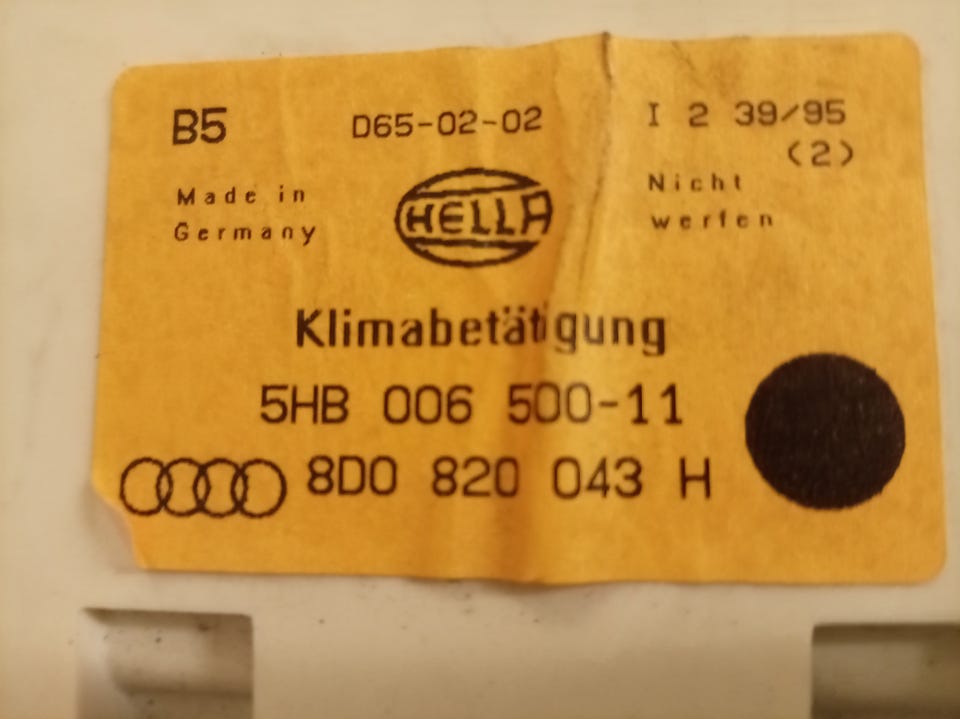 B5 D65-02-02 I 2 39/95
(2)
Made in
Germany
HELLA
Nicht
werfen
Klimabetätigung
5HB 006 500-11
8D0 820 043 H